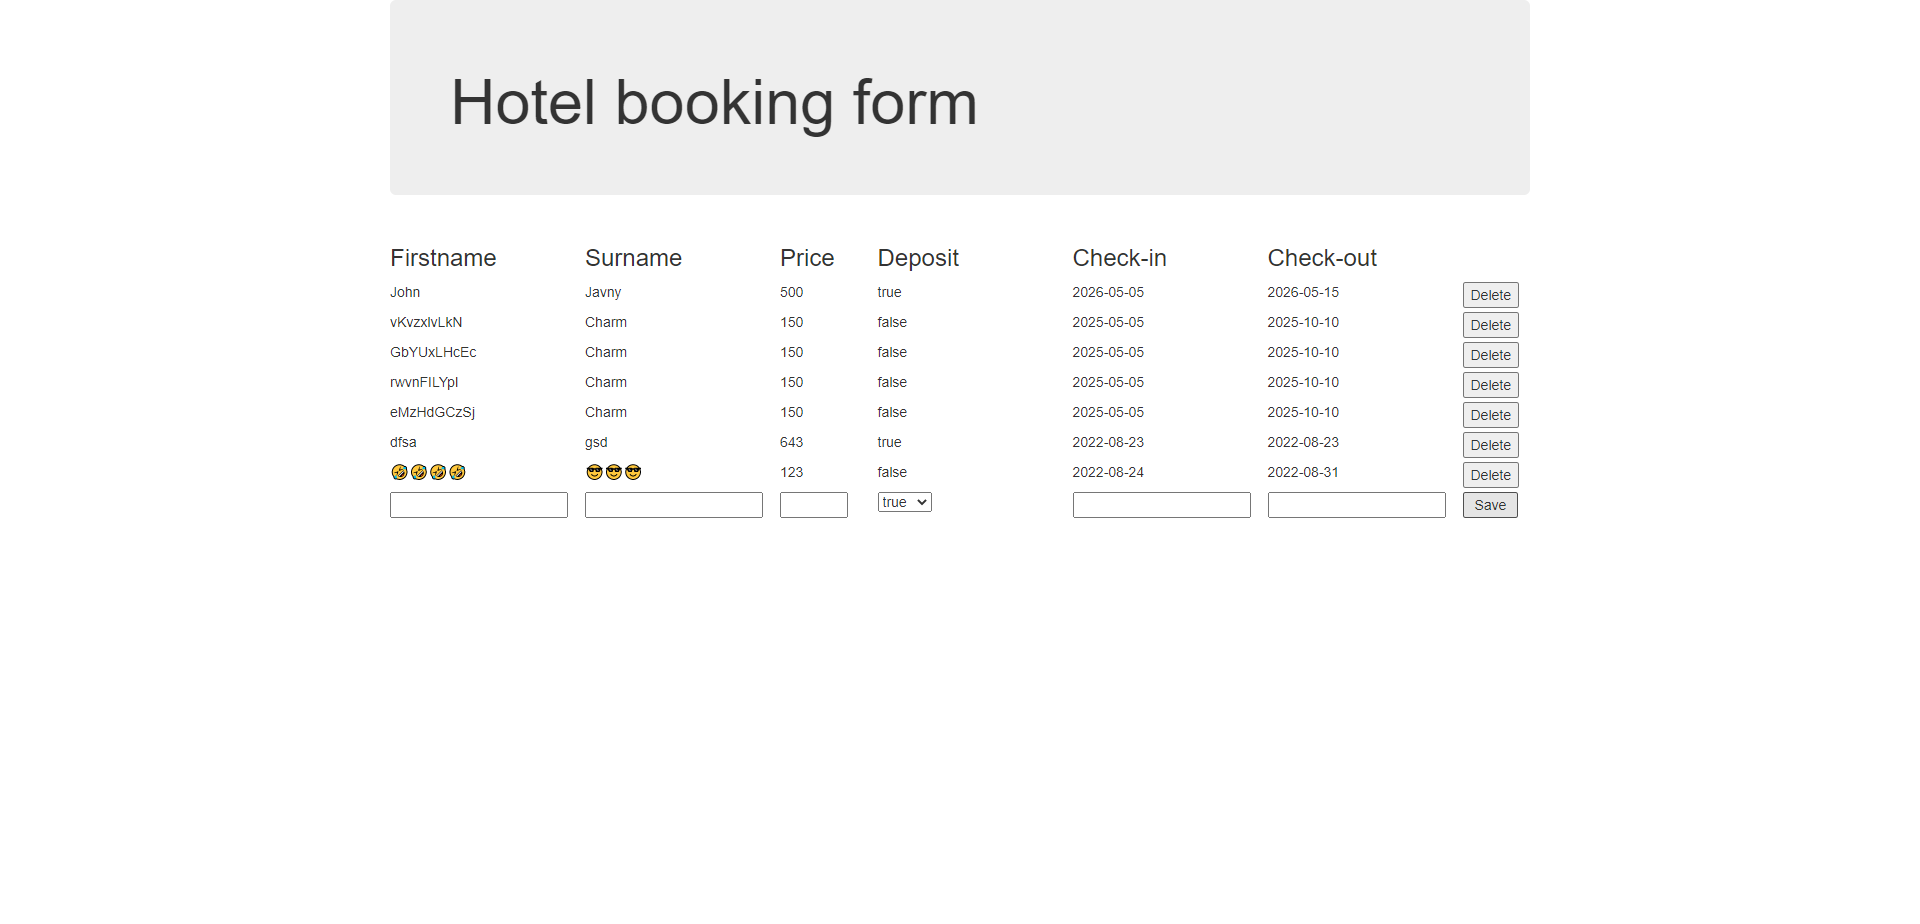 Hotel booking form
Firstname Surname Price Deposit Check-in Check-out
John Javny 500 true 2026-05-05 2026-05-15 Delete
vKvzxlvLkN Charm 150 false 2025-05-05 2025-10-10 Delete
GbYUxLHcEc Charm 150 false 2025-05-05 2025-10-10 Delete
rwvnFILYpI Charm 150 false 2025-05-05 2025-10-10 Delete
eMzHdGCzSj Charm 150 false 2025-05-05 2025-10-10 Delete
dfsa gsd 643 true 2022-08-23 2022-08-23 Delete
🤣🤣🤣🤣 😎😎😎 123 false 2022-08-24 2022-08-31 Delete
true Save